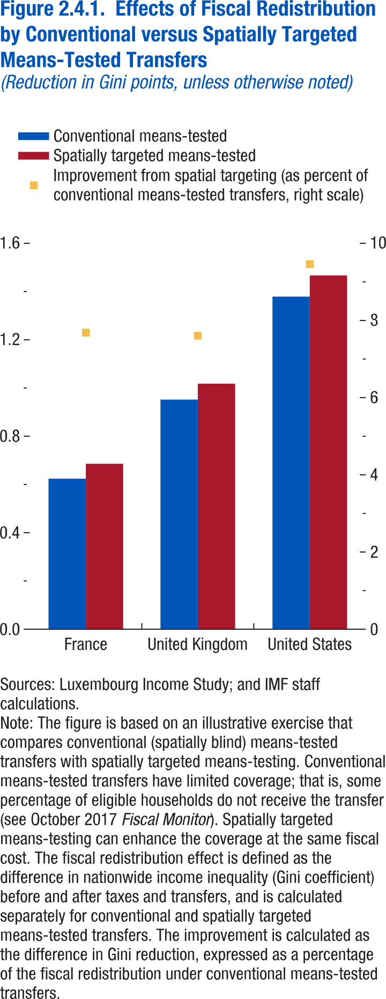 Figure 2.4.1. Effects of Fiscal Redistribution
by Conventional versus Spatially Targeted
Means-Tested Transfers
(Reduction in Gini points, unless otherwise noted)
Conventional means-tested
Spatially targeted means-tested
Improvement from spatial targeting (as percent of
conventional means-tested transfers, right scale)
1.6
10
8
1.2
6
0.8
4
0.4
2
0.0
0
France United Kingdom United States
Sources: Luxembourg Income Study; and IMF staff
calculations.
Note: The figure is based on an illustrative exercise that
compares conventional (spatially blind) means-tested
transfers with spatially targeted means-testing. Conventional
means-tested transfers have limited coverage; that is, some
percentage of eligible households do not receive the transfer
(see October 2017 Fiscal Monitor). Spatially targeted
means-testing can enhance the coverage at the same fiscal
cost. The fiscal redistribution effect is defined as the
difference in nationwide income inequality (Gini coefficient)
before and after taxes and transfers, and is calculated
separately for conventional and spatially targeted
means-tested transfers. The improvement is calculated as
the difference in Gini reduction, expressed as a percentage
of the fiscal redistribution under conventional means-tested
transfers.